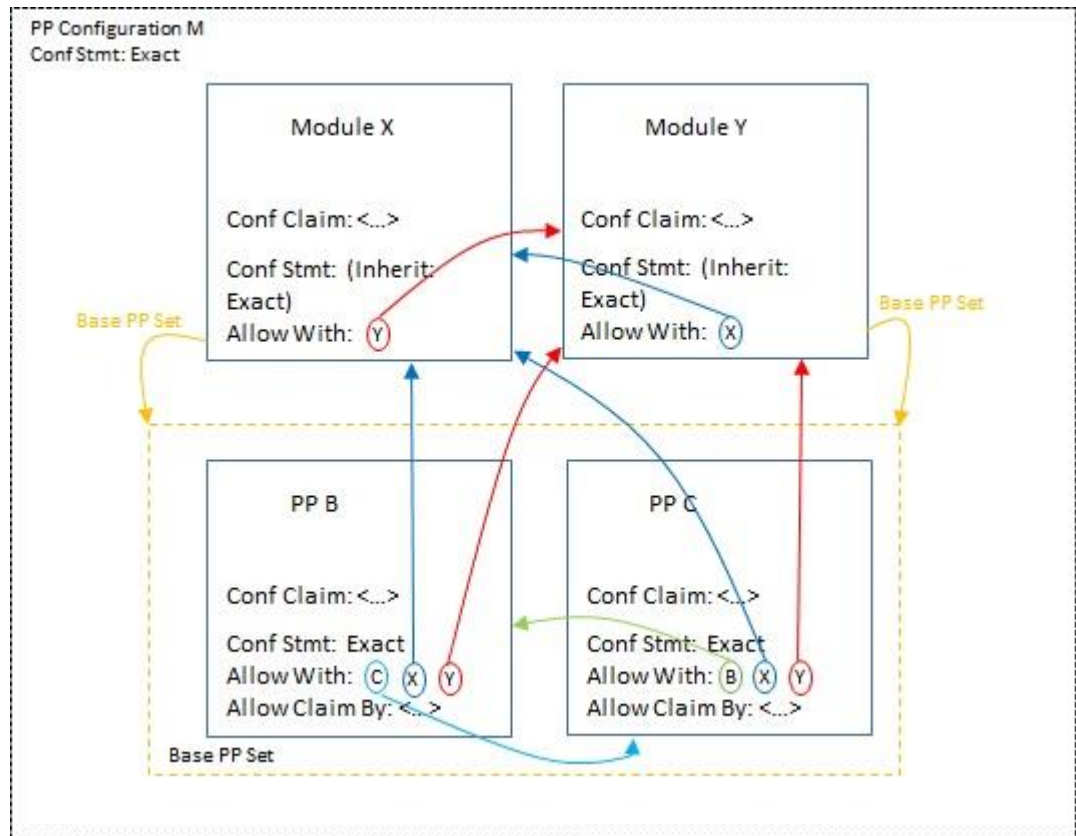 PP Configuration M
Conf Stmt: Exact
Module X
Conf Claim: <...>
Conf Stmt: (Inherit:
Exact)
Allow With: Y
Module Y
Conf Claim: <...>
Conf Stmt: (Inherit:
Exact)
Allow With: X
Base PP Set
Base PP Set
PP B
Conf Claim: <...>
Conf Stmt: Exact
Allow With: C X Y
Allow Claim By: <...>
PP C
Conf Claim: <...>
Conf Stmt: Exact
Allow With: B X Y
Allow Claim By: <...>
Base PP Set